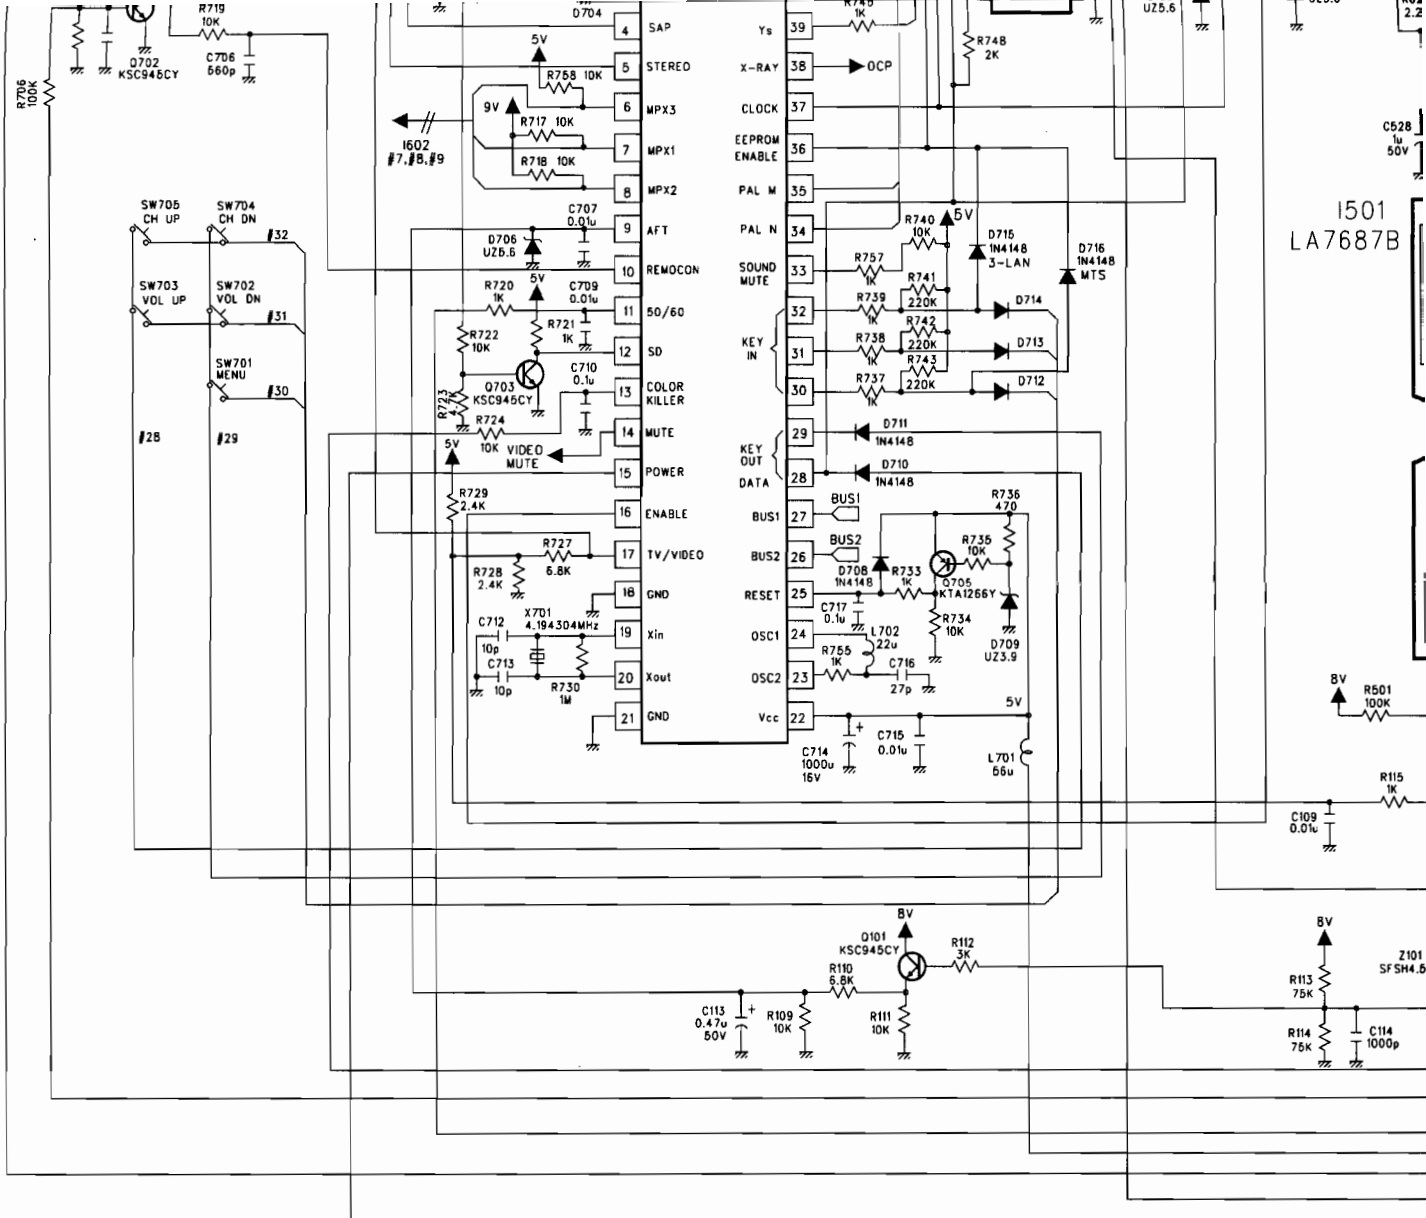 R719
10K
C706
560p
Q702
KSC945CY
R706
100K
D704
5V
R758 10K
9V
R717 10K
R718 10K
I602
#7,#8,#9
4 SAP
5 STEREO
6 MPX3
7 MPX1
8 MPX2
9 AFT
10 REMOCON
11 50/60
12 SD
13 COLOR
KILLER
14 MUTE
15 POWER
16 ENABLE
17 TV/VIDEO
18 GND
19 Xin
20 Xout
21 GND
Ys 39
X-RAY 38
CLOCK 37
EEPROM
ENABLE 36
PAL M 35
PAL N 34
SOUND
MUTE 33
32
KEY
IN
31
30
29
KEY
OUT
DATA 28
BUS1 27
BUS2 26
RESET 25
OSC1 24
OSC2 23
Vcc 22
1K
OCP
R748
2K
UZ5.6
2.2
C528
1u
50V
I501
LA7687B
SW705
CH UP
SW704
CH DN
#32
SW703
VOL UP
SW702
VOL DN
#31
SW701
MENU
#30
#28
#29
C707
0.01u
D706
UZ5.6
5V
R720
1K
C709
0.01u
R721
1K
R722
10K
C710
0.1u
Q703
KSC945CY
R723
4.7K
R724
10K
VIDEO
MUTE
5V
R729
2.4K
R727
6.8K
R728
2.4K
X701
4.194304MHz
C712
10p
C713
10p
R730
1M
R740
10K
5V
D715
1N4148
3-LAN
D716
1N4148
MTS
R757
1K
R741
220K
R739
1K
D714
R742
220K
R738
1K
D713
R743
220K
R737
1K
D712
D711
1N4148
D710
1N4148
BUS1
BUS2
R736
470
R735
10K
D708
1N4148
R733
1K
Q705
KTA1266Y
C717
0.1u
R734
10K
D709
UZ3.9
L702
22u
R755
1K
C716
27p
5V
C714
1000u
16V
C715
0.01u
L701
56u
8V
R501
100K
R115
1K
C109
0.01u
8V
Q101
KSC945CY
R112
3K
R110
6.8K
C113
0.47u
50V
R109
10K
R111
10K
8V
R113
75K
R114
75K
C114
1000p
Z101